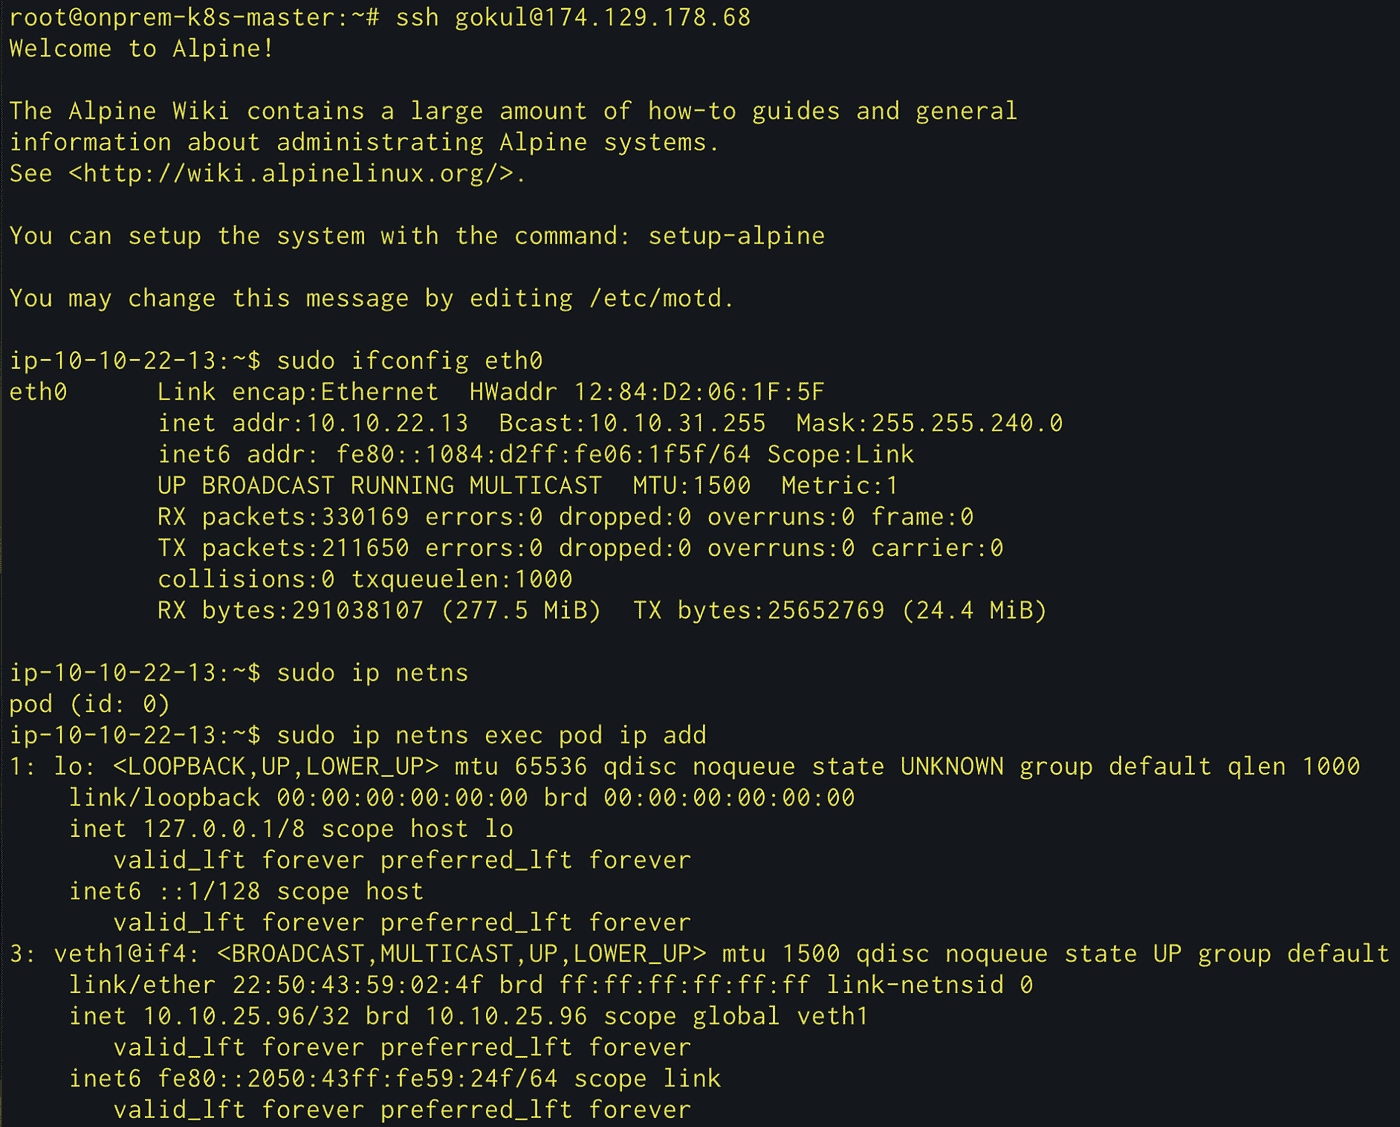 root@onprem-k8s-master:~# ssh gokul@174.129.178.68
Welcome to Alpine!
The Alpine Wiki contains a large amount of how-to guides and general
information about administrating Alpine systems.
See <http://wiki.alpinelinux.org/>.
You can setup the system with the command: setup-alpine
You may change this message by editing /etc/motd.
ip-10-10-22-13:~$ sudo ifconfig eth0
eth0      Link encap:Ethernet  HWaddr 12:84:D2:06:1F:5F
          inet addr:10.10.22.13  Bcast:10.10.31.255  Mask:255.255.240.0
          inet6 addr: fe80::1084:d2ff:fe06:1f5f/64 Scope:Link
          UP BROADCAST RUNNING MULTICAST  MTU:1500  Metric:1
          RX packets:330169 errors:0 dropped:0 overruns:0 frame:0
          TX packets:211650 errors:0 dropped:0 overruns:0 carrier:0
          collisions:0 txqueuelen:1000
          RX bytes:291038107 (277.5 MiB)  TX bytes:25652769 (24.4 MiB)
ip-10-10-22-13:~$ sudo ip netns
pod (id: 0)
ip-10-10-22-13:~$ sudo ip netns exec pod ip add
1: lo: <LOOPBACK,UP,LOWER_UP> mtu 65536 qdisc noqueue state UNKNOWN group default qlen 1000
    link/loopback 00:00:00:00:00:00 brd 00:00:00:00:00:00
    inet 127.0.0.1/8 scope host lo
       valid_lft forever preferred_lft forever
    inet6 ::1/128 scope host
       valid_lft forever preferred_lft forever
3: veth1@if4: <BROADCAST,MULTICAST,UP,LOWER_UP> mtu 1500 qdisc noqueue state UP group default
    link/ether 22:50:43:59:02:4f brd ff:ff:ff:ff:ff:ff link-netnsid 0
    inet 10.10.25.96/32 brd 10.10.25.96 scope global veth1
       valid_lft forever preferred_lft forever
    inet6 fe80::2050:43ff:fe59:24f/64 scope link
       valid_lft forever preferred_lft forever